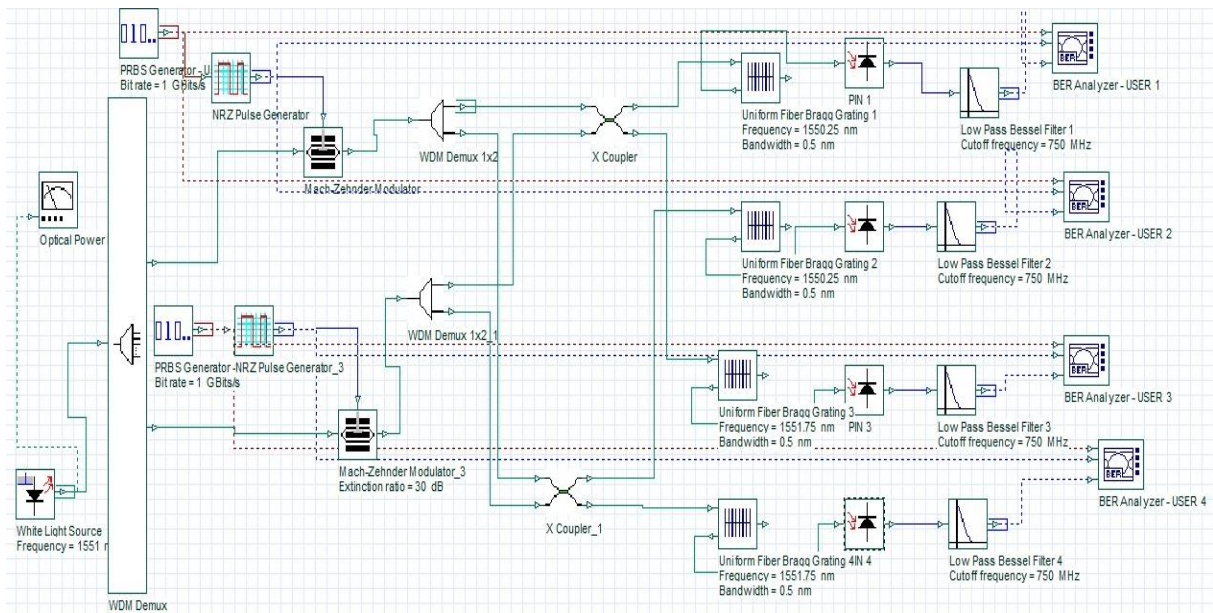 PRBS Generator - U
Bit rate = 1 GBits/s
NRZ Pulse Generator
Mach-Zehnder Modulator
WDM Demux 1x2
X Coupler
Uniform Fiber Bragg Grating 1
Frequency = 1550.25 nm
Bandwidth = 0.5 nm
PIN 1
Low Pass Bessel Filter 1
Cutoff frequency = 750 MHz
BER
BER Analyzer - USER 1
Optical Power
Uniform Fiber Bragg Grating 2
Frequency = 1550.25 nm
Bandwidth = 0.5 nm
Low Pass Bessel Filter 2
Cutoff frequency = 750 MHz
BER
BER Analyzer - USER 2
WDM Demux 1x2_1
PRBS Generator -NRZ Pulse Generator_3
Bit rate = 1 GBits/s
Uniform Fiber Bragg Grating 3
Frequency = 1551.75 nm
Bandwidth = 0.5 nm
PIN 3
Low Pass Bessel Filter 3
Cutoff frequency = 750 MHz
BER
BER Analyzer - USER 3
Mach-Zehnder Modulator_3
Extinction ratio = 30 dB
X Coupler_1
White Light Source
Frequency = 1551 r
WDM Demux
Uniform Fiber Bragg Grating 4IN 4
Frequency = 1551.75 nm
Bandwidth = 0.5 nm
Low Pass Bessel Filter 4
Cutoff frequency = 750 MHz
BER
BER Analyzer - USER 4